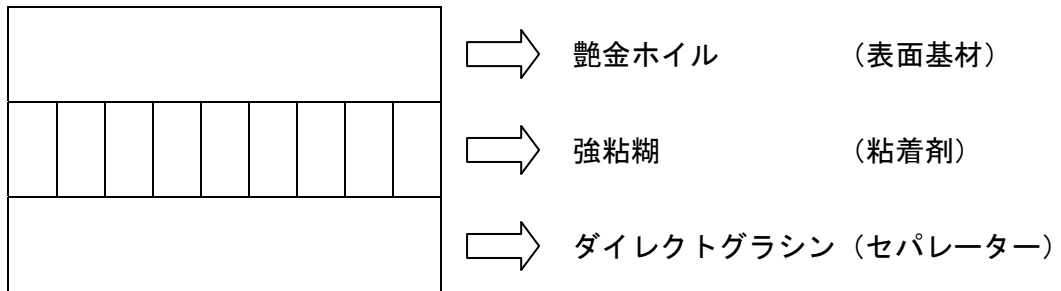 艶金ホイル　　　　（表面基材）
強粘糊　　　　　　（粘着剤）
ダイレクトグラシン（セパレーター）